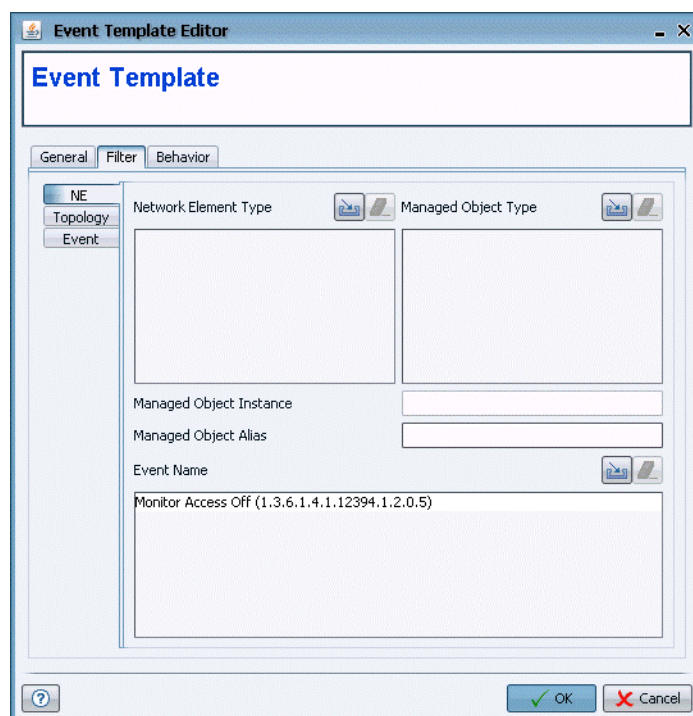 Event Template Editor
Event Template
General Filter Behavior
NE
Topology
Event
Network Element Type
Managed Object Type
Managed Object Instance
Managed Object Alias
Event Name
Monitor Access Off (1.3.6.1.4.1.12394.1.2.0.5)
? OK Cancel